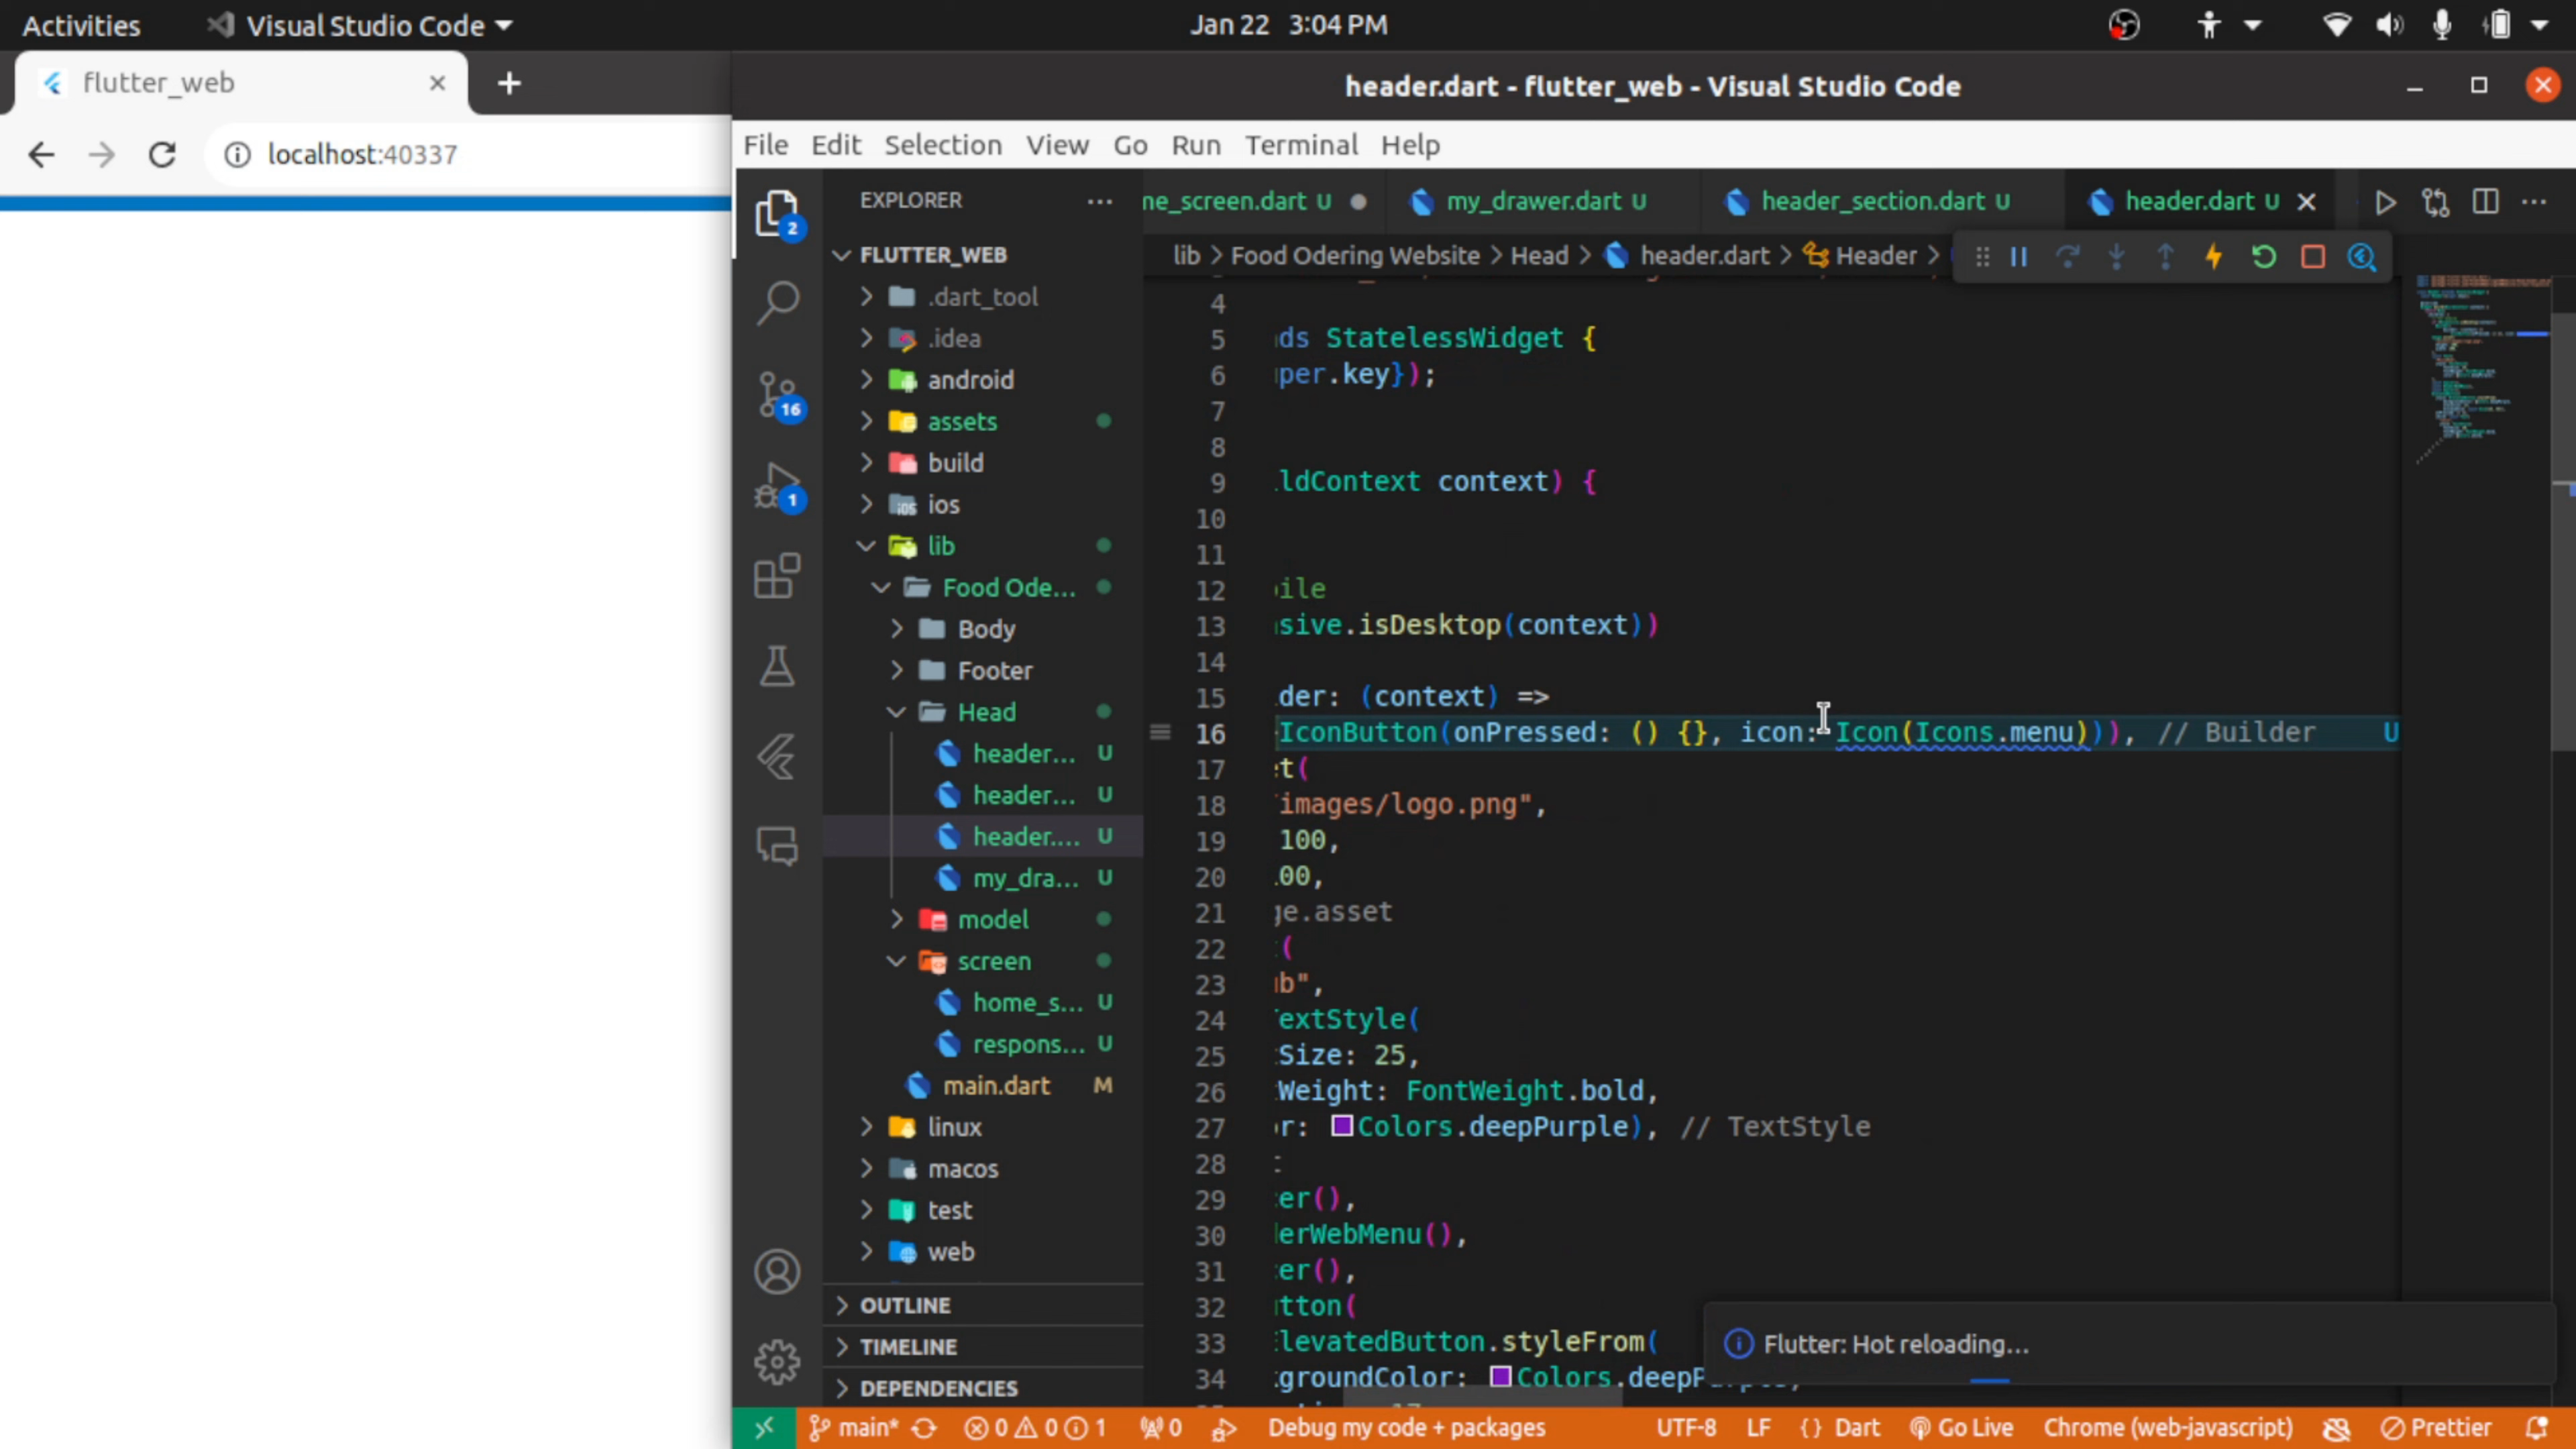 Activities
Visual Studio Code
Jan 22 3:04 PM
flutter_web
localhost:40337
header.dart - flutter_web - Visual Studio Code
File Edit Selection View Go Run Terminal Help
2
16
1
EXPLORER
FLUTTER_WEB
.dart_tool
.idea
android
assets
build
ios
lib
Food Ode...
Body
Footer
Head
header... U
header... U
header.... U
my_dra... U
model
screen
home_s... U
respons... U
main.dart M
linux
macos
test
web
OUTLINE
TIMELINE
DEPENDENCIES
me_screen.dart U
my_drawer.dart U
header_section.dart U
header.dart U
lib > Food Odering Website > Head > header.dart > Header >
4
5 ds StatelessWidget {
6 per.key});
7
8
9 ldContext context) {
10
11
12 ile
13 sive.isDesktop(context))
14
15 der: (context) =>
16 IconButton(onPressed: () {}, icon: Icon(Icons.menu))), // Builder U
17 t(
18 images/logo.png",
19 100,
20 00,
21 ge.asset
22 (
23 b",
24 extStyle(
25 Size: 25,
26 Weight: FontWeight.bold,
27 r: Colors.deepPurple), // TextStyle
28
29 er(),
30 erWebMenu(),
31 er(),
32 tton(
33 levatedButton.styleFrom(
34 groundColor: Colors.deepPurple,
Flutter: Hot reloading...
main* 0 0 1 0 Debug my code + packages UTF-8 LF {} Dart Go Live Chrome (web-javascript) Prettier